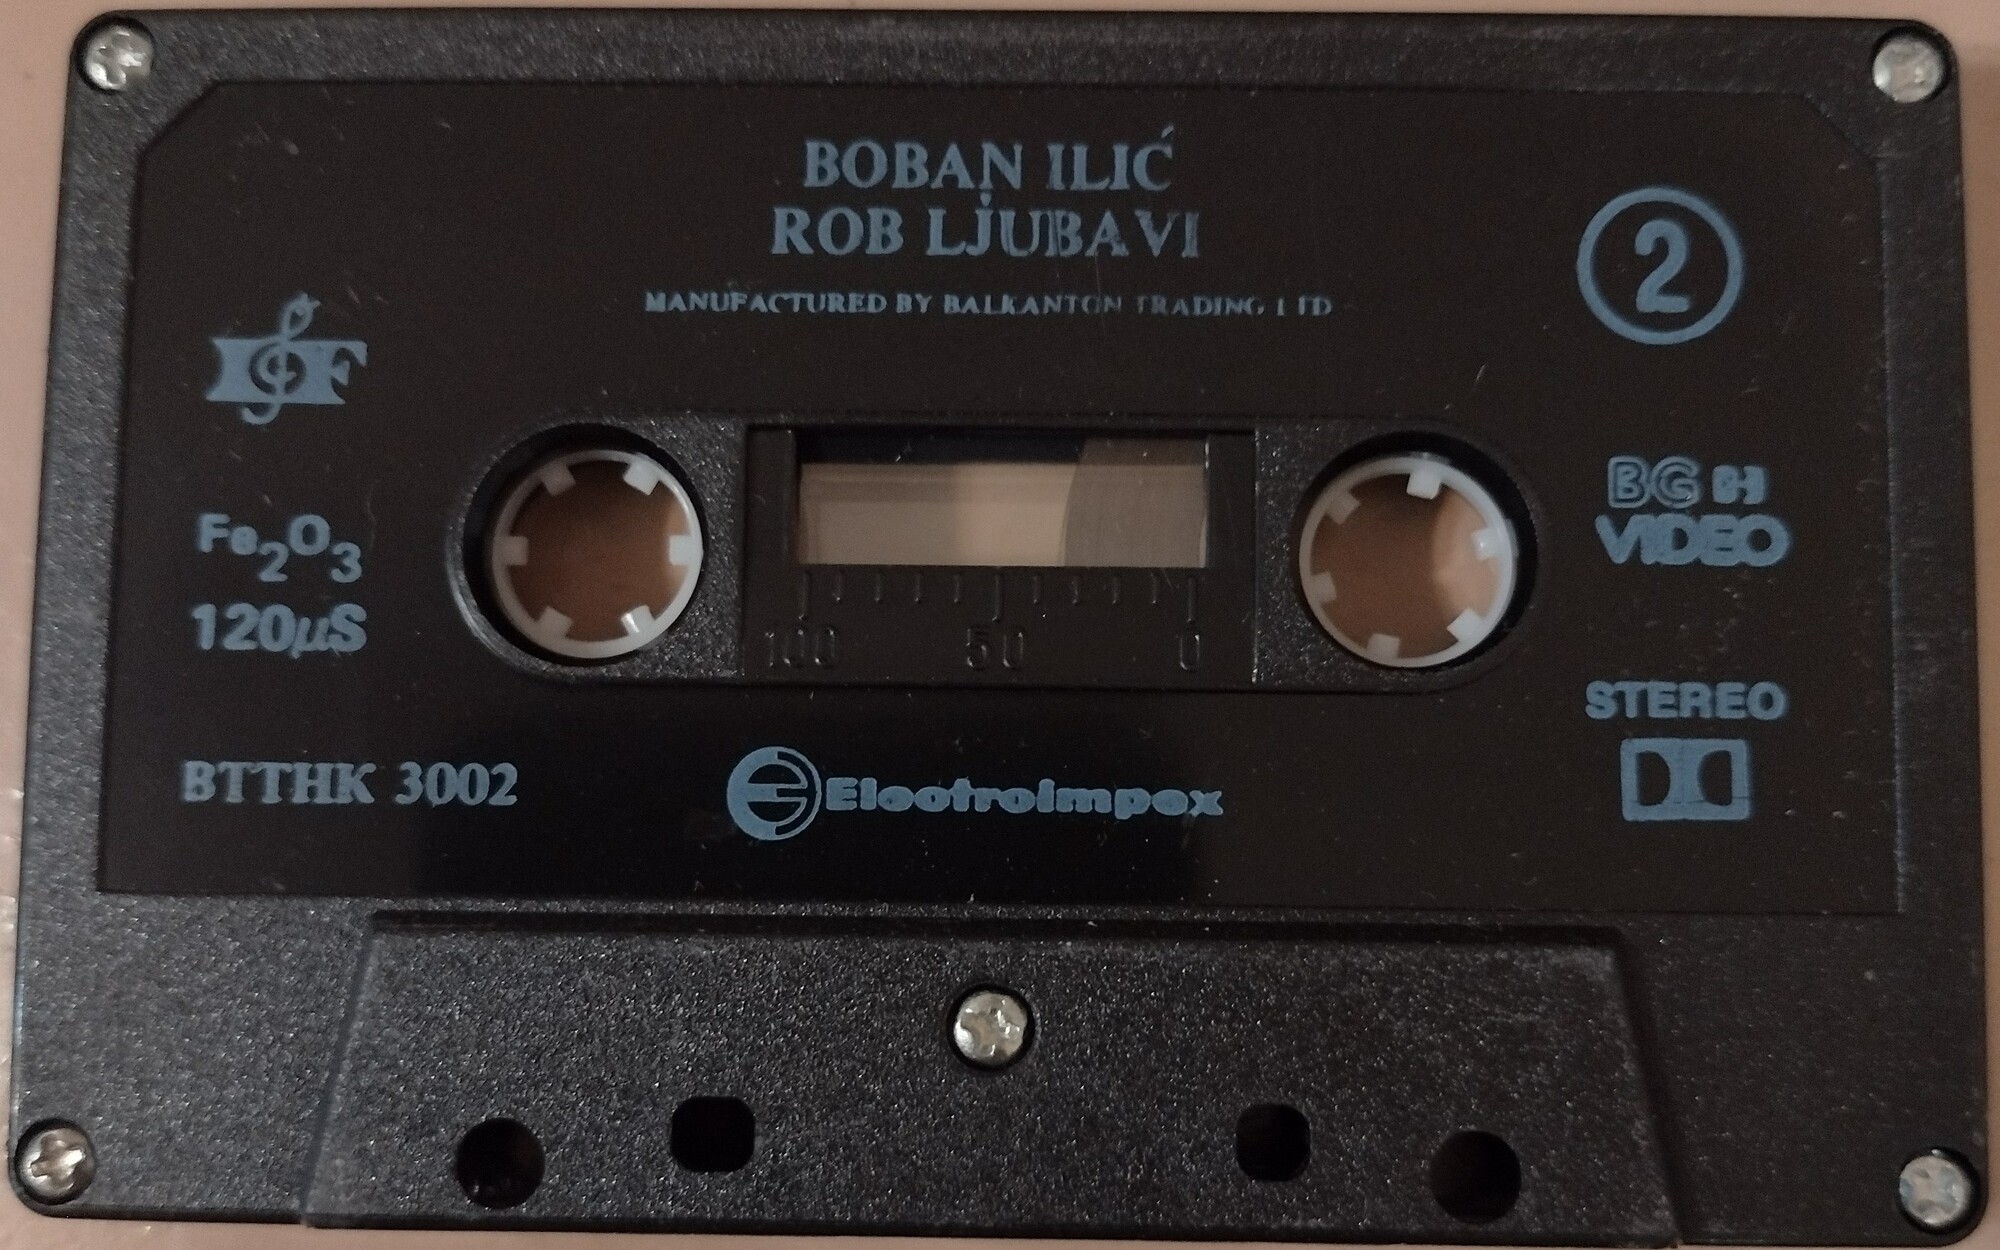 BOBAN ILIĆ
ROB LJUBAVI
MANUFACTURED BY BALKANTON TRADING LTD
2
Fe2O3
120µS
BG
VIDEO
100 50 0
STEREO
BTTHK 3002
Electroimpex